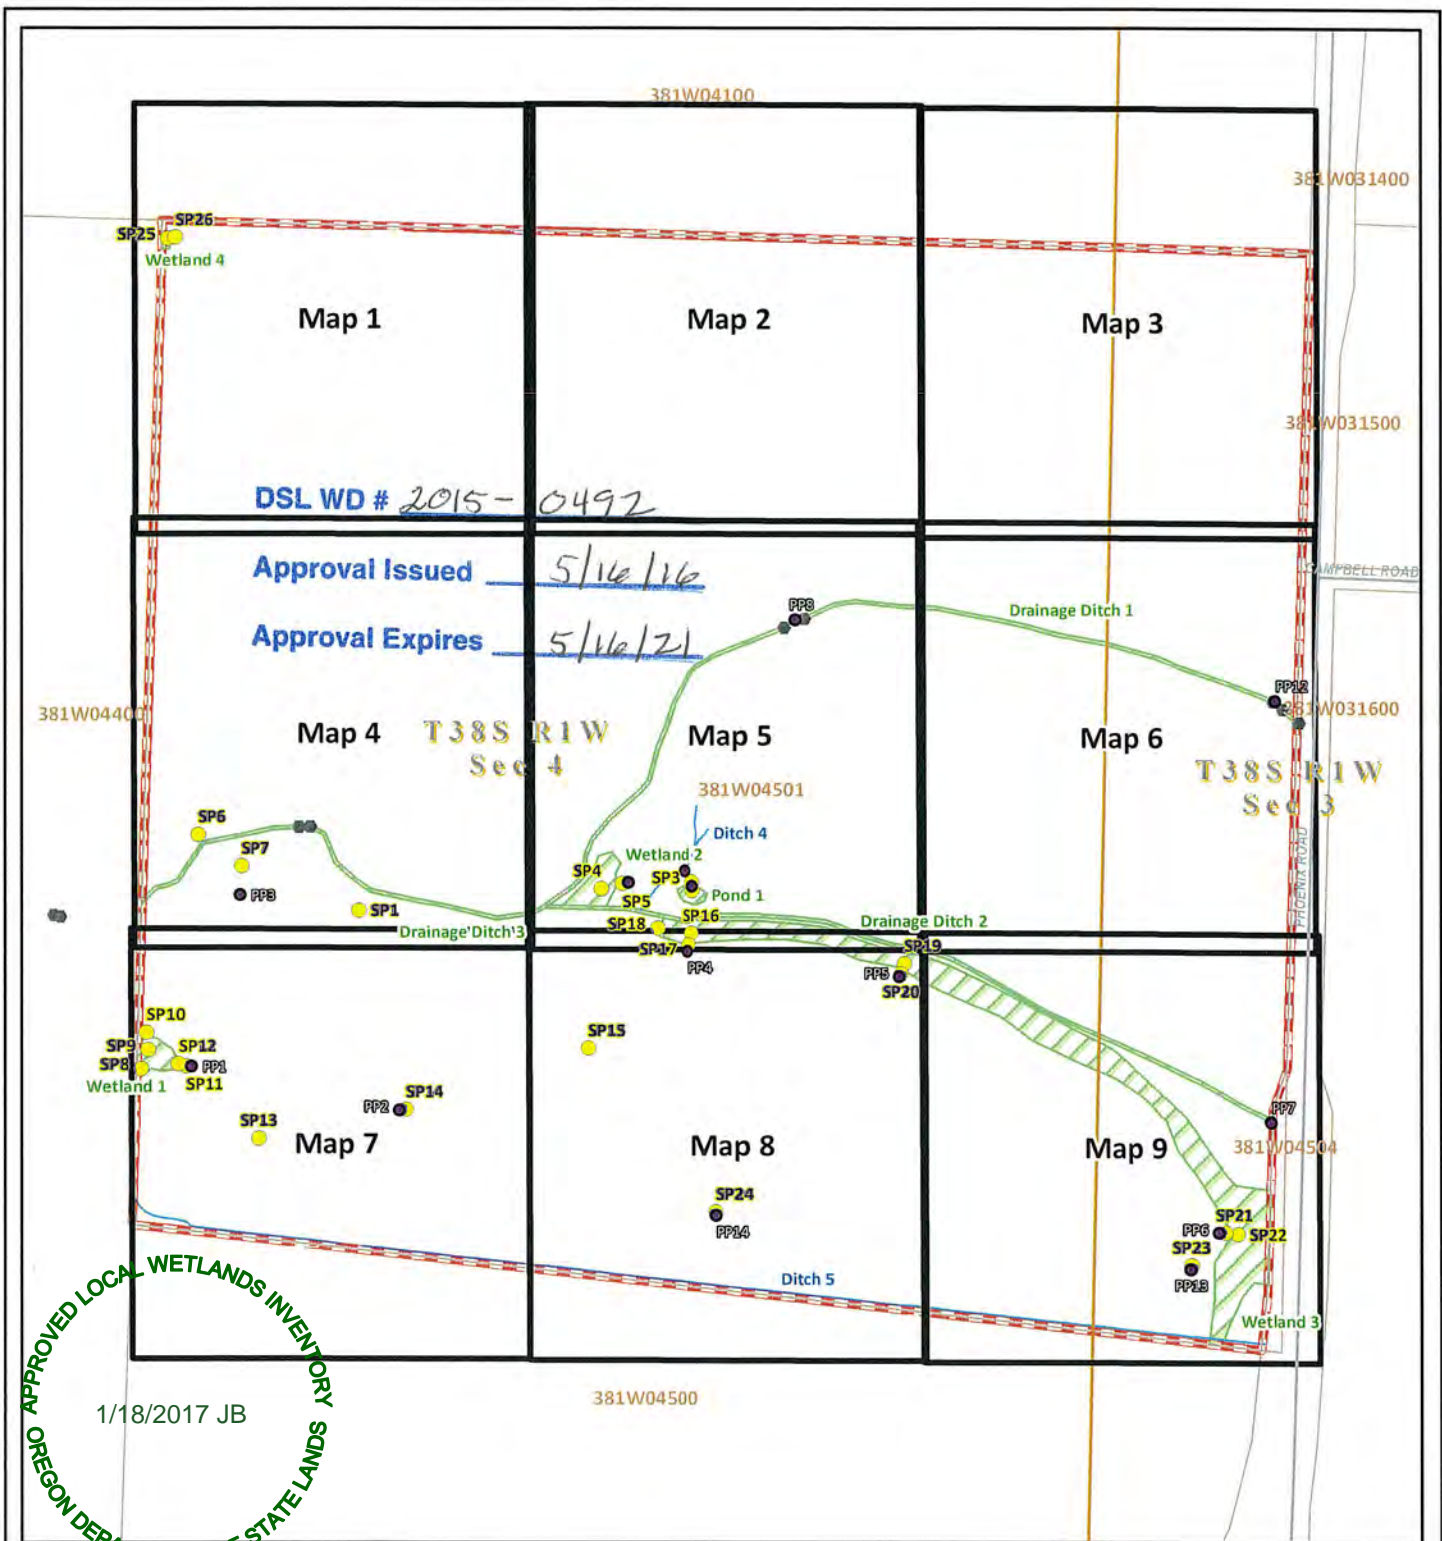 381W04100
381W031400
SP26
SP25
Wetland 4
Map 1
Map 2
Map 3
381W031500
DSL WD # 2015-0492
Approval Issued 5/16/16
Approval Expires 5/16/21
CAMPBELL ROAD
PP8
Drainage Ditch 1
PP12
381W04400
381W031600
Map 4
T38S R1W
Sec 4
Map 5
Map 6
T38S R1W
Sec 3
381W04501
Ditch 4
SP6
SP7
PP3
SP1
Wetland 2
SP4
SP3
SP5
Pond 1
PHOENIX ROAD
SP16
SP18
Drainage Ditch 2
Drainage Ditch 3
SP17
PP4
SP19
PP5
SP20
SP10
SP9
SP12
SP8
PP1
SP11
Wetland 1
SP15
PP2
SP14
SP13
PP7
Map 7
Map 8
Map 9
381W04504
SP24
PP14
SP21
PP6
SP22
SP23
PP13
Ditch 5
Wetland 3
381W04500
APPROVED LOCAL WETLANDS INVENTORY
1/18/2017 JB
OREGON STATE LANDS